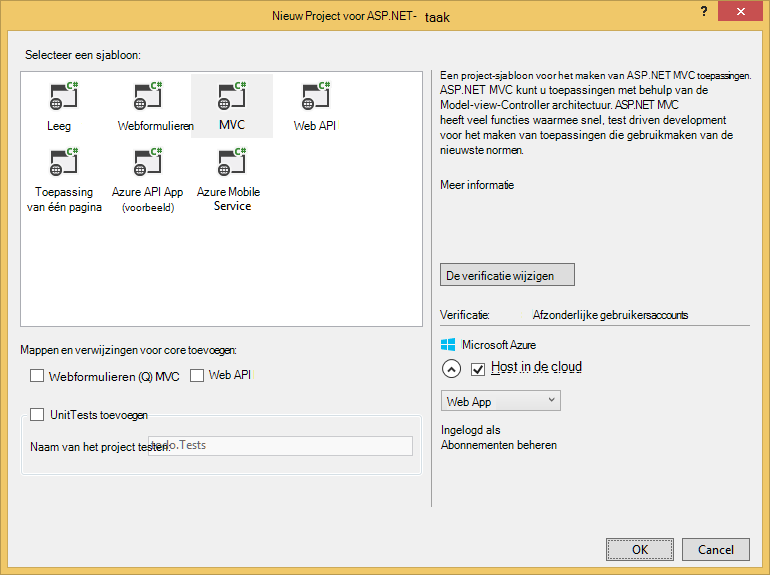 Nieuw Project voor ASP.NET- taak
?
Selecteer een sjabloon:
C# C# C# C#
Leeg Webformulieren MVC Web API
C# C# C#
Toepassing Azure API App Azure Mobile
van één pagina (voorbeeld) Service
Mappen en verwijzingen voor core toevoegen:
Webformulieren (Q) MVC Web API
UnitTests toevoegen
Naam van het project testen: todo.Tests
Een project-sjabloon voor het maken van ASP.NET MVC toepassingen.
ASP.NET MVC kunt u toepassingen met behulp van de
Model-view-Controller architectuur. ASP.NET MVC
heeft veel functies waarmee snel, test driven development
voor het maken van toepassingen die gebruikmaken van de
nieuwste normen.
Meer informatie
De verificatie wijzigen
Verificatie: Afzonderlijke gebruikersaccounts
Microsoft Azure
Host in de cloud
Web App
Ingelogd als
Abonnementen beheren
OK Cancel